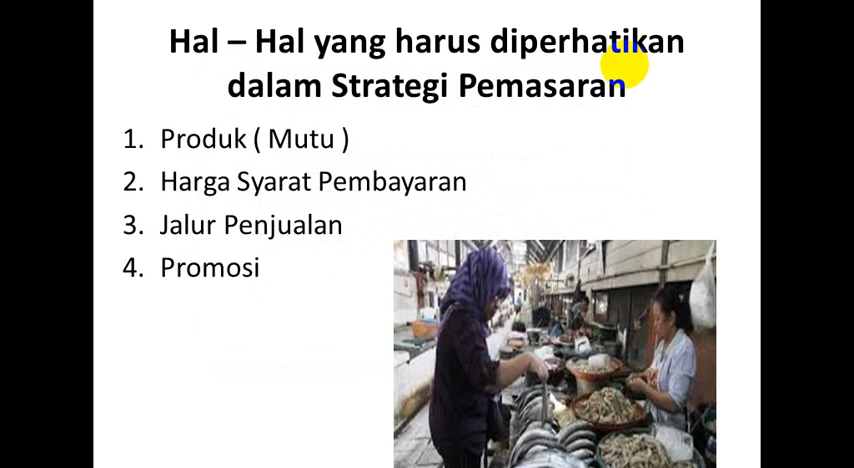 Hal – Hal yang harus diperhatikan
dalam Strategi Pemasaran
1. Produk ( Mutu )
2. Harga Syarat Pembayaran
3. Jalur Penjualan
4. Promosi